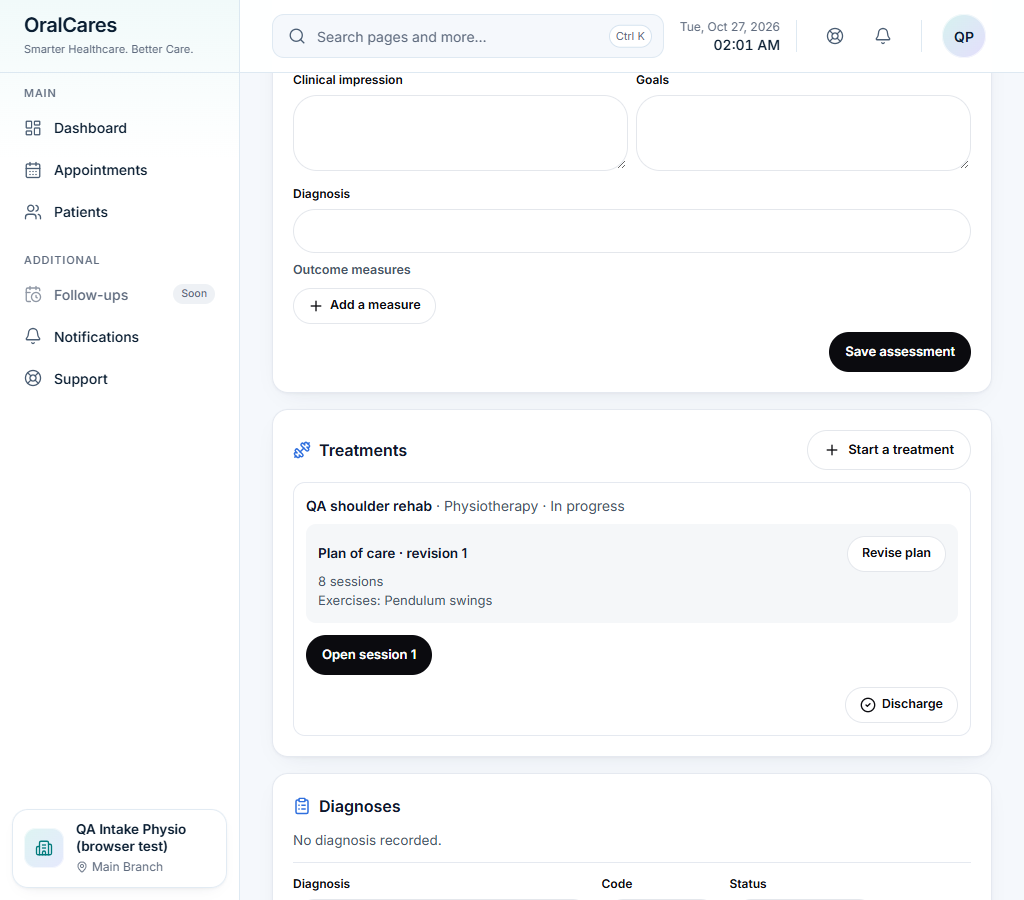 OralCares
Smarter Healthcare. Better Care.
Search pages and more...
Ctrl K
Tue, Oct 27, 2026
02:01 AM
QP
MAIN
Dashboard
Appointments
Patients
ADDITIONAL
Follow-ups
Soon
Notifications
Support
QA Intake Physio
(browser test)
Main Branch
Clinical impression
Goals
Diagnosis
Outcome measures
Add a measure
Save assessment
Treatments
Start a treatment
QA shoulder rehab · Physiotherapy · In progress
Plan of care · revision 1
Revise plan
8 sessions
Exercises: Pendulum swings
Open session 1
Discharge
Diagnoses
No diagnosis recorded.
Diagnosis
Code
Status